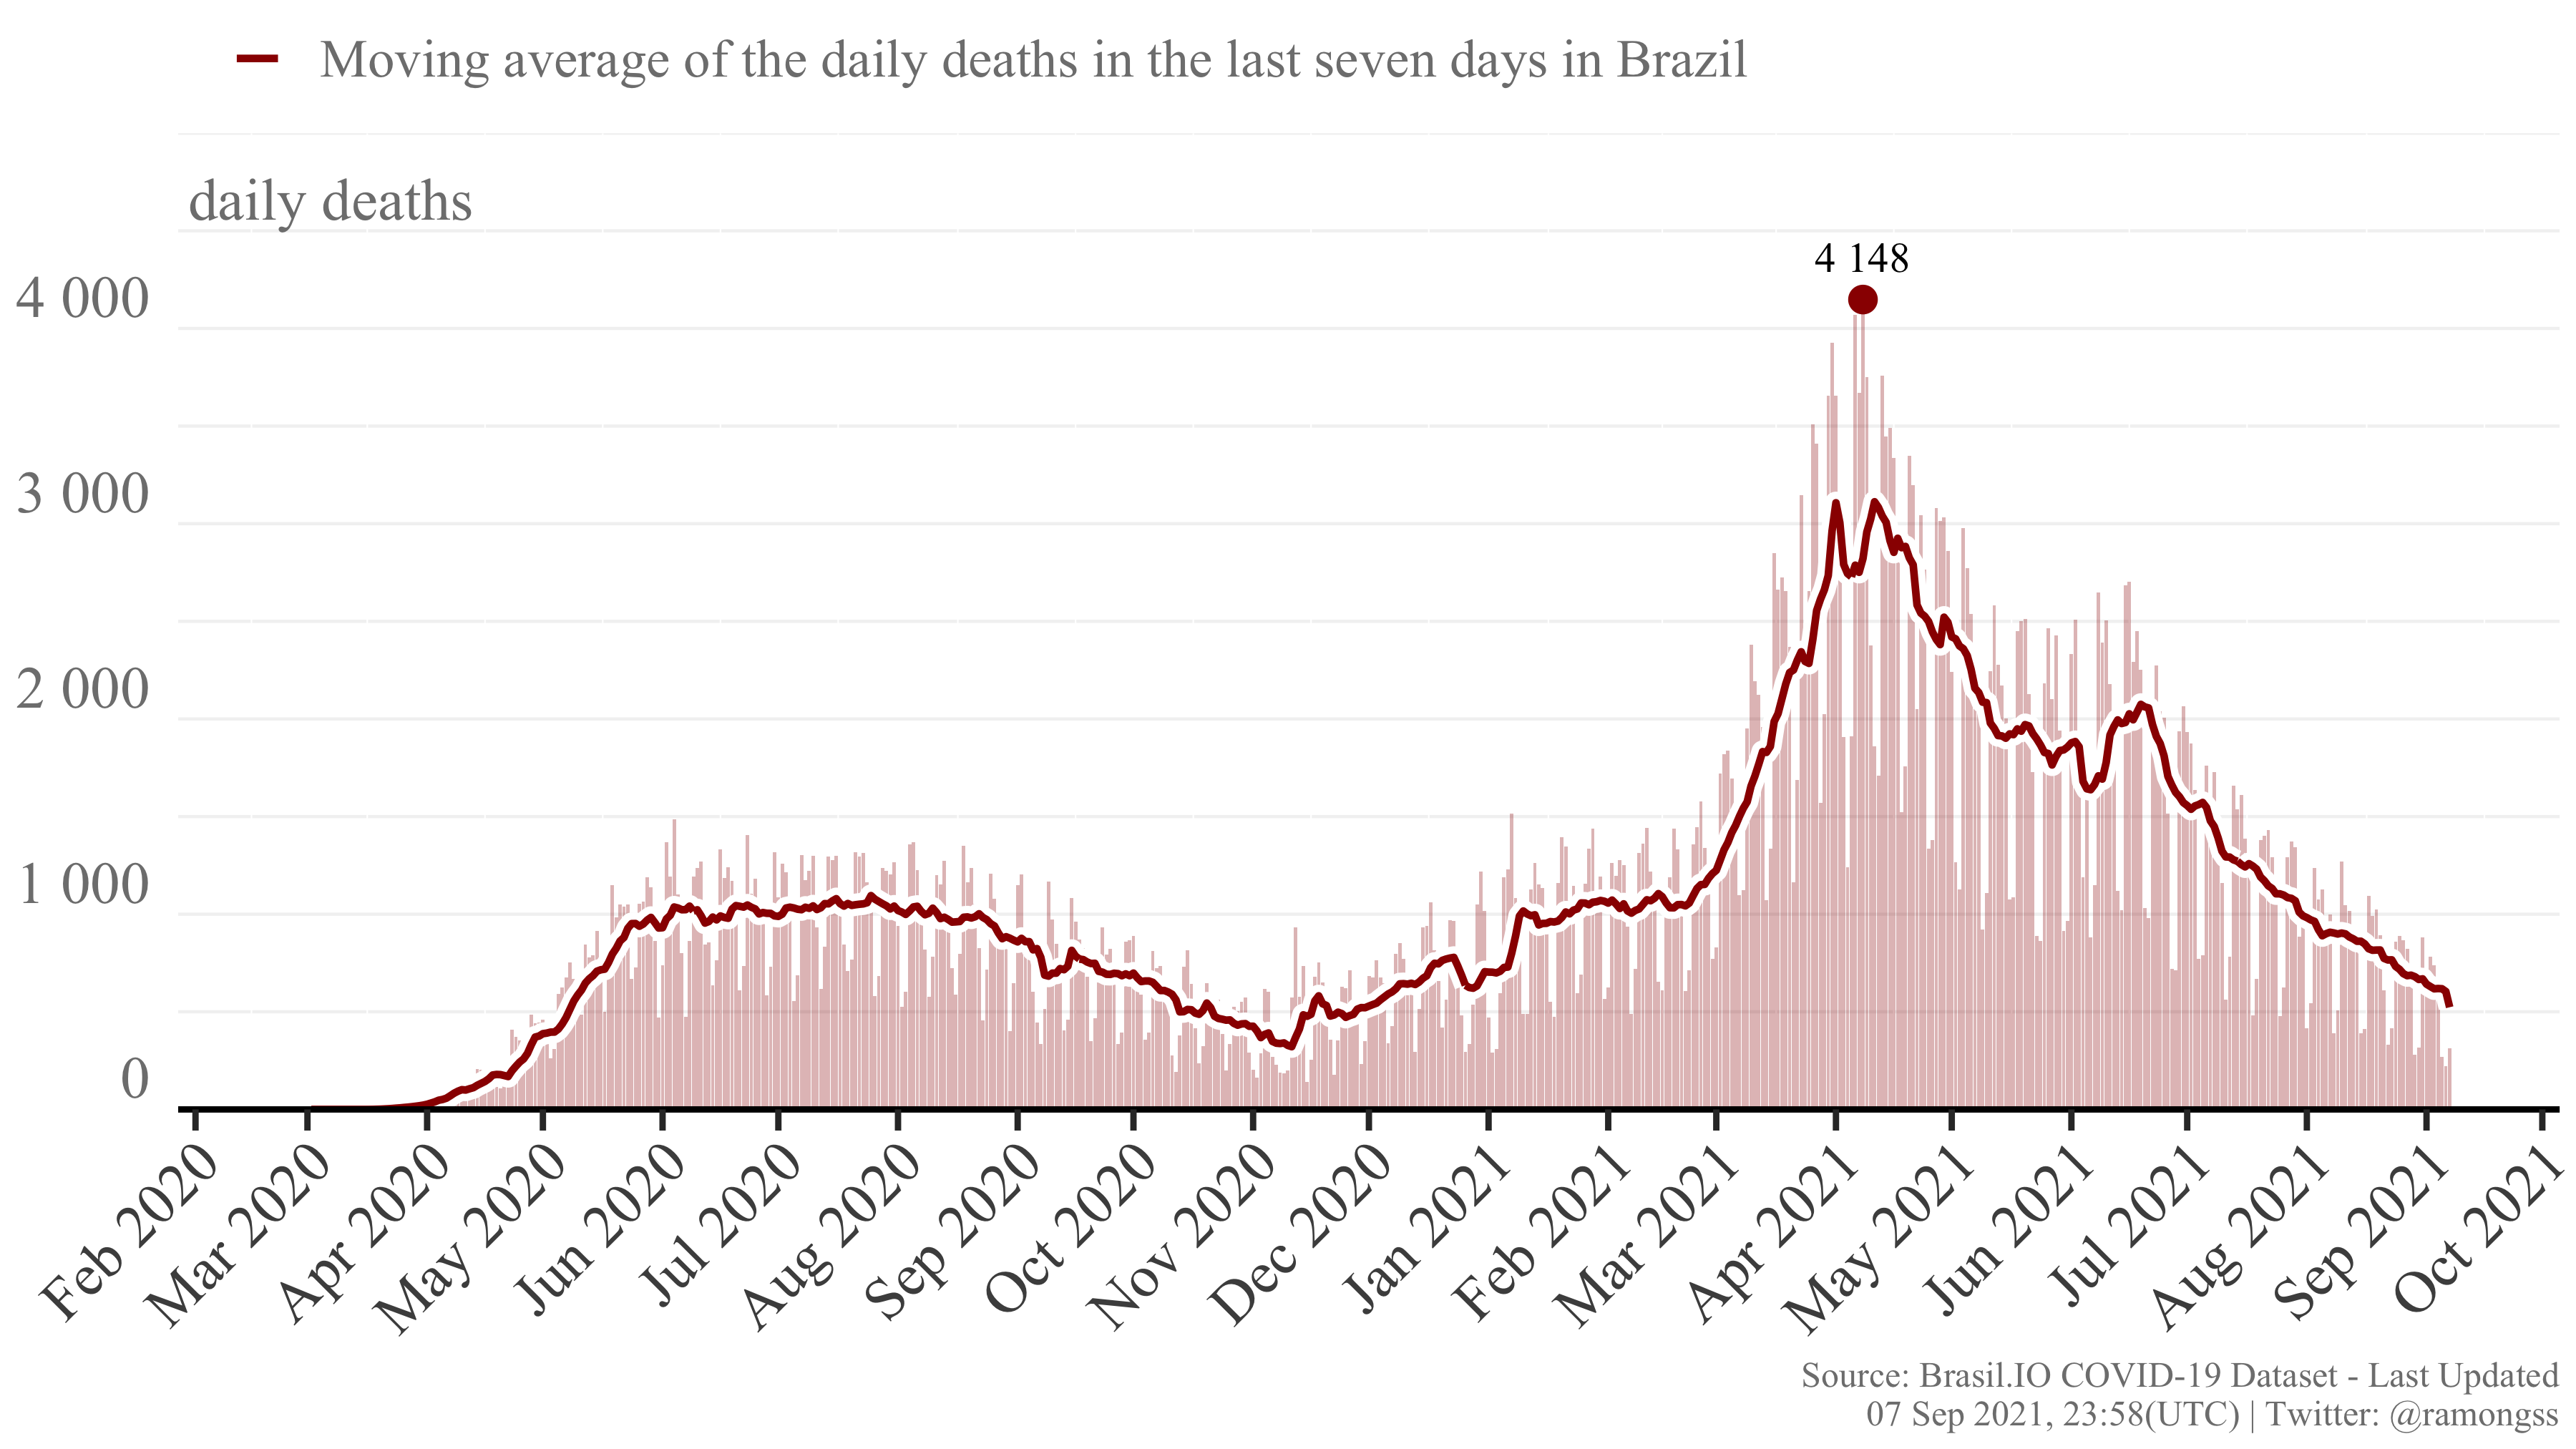 Moving average of the daily deaths in the last seven days in Brazil
daily deaths
4 148
4 000
3 000
2 000
1 000
0
Feb 2020
Mar 2020
Apr 2020
May 2020
Jun 2020
Jul 2020
Aug 2020
Sep 2020
Oct 2020
Nov 2020
Dec 2020
Jan 2021
Feb 2021
Mar 2021
Apr 2021
May 2021
Jun 2021
Jul 2021
Aug 2021
Sep 2021
Oct 2021
Source: Brasil.IO COVID-19 Dataset - Last Updated
07 Sep 2021, 23:58(UTC) | Twitter: @ramongss